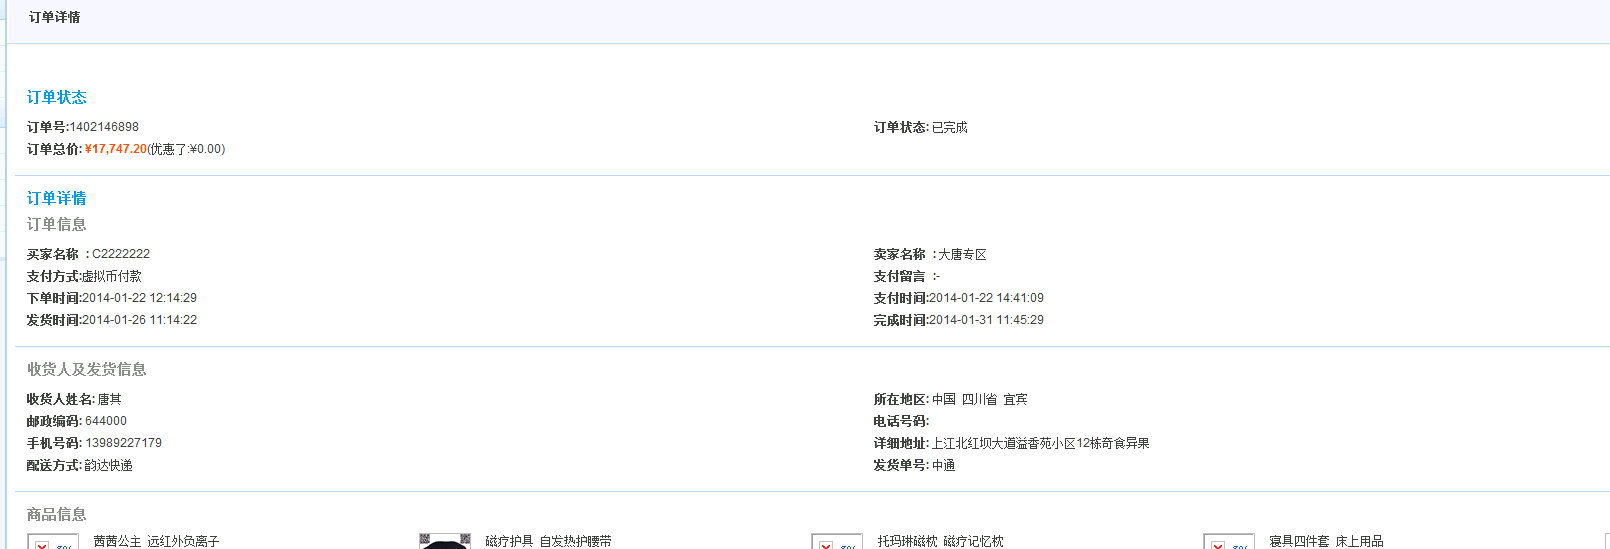 订单详情
订单状态
订单号:1402146898 订单状态: 已完成
订单总价: ¥17,747.20(优惠了:¥0.00)
订单详情
订单信息
买家名称 : C2222222 卖家名称 : 大唐专区
支付方式:虚拟币付款 支付留言 :-
下单时间:2014-01-22 12:14:29 支付时间:2014-01-22 14:41:09
发货时间:2014-01-26 11:14:22 完成时间:2014-01-31 11:45:29
收货人及发货信息
收货人姓名: 唐其 所在地区: 中国 四川省 宜宾
邮政编码: 644000 电话号码:
手机号码: 13989227179 详细地址: 上江北红坝大道溢香苑小区12栋奇食异果
配送方式: 韵达快递 发货单号: 中通
商品信息
茜茜公主 远红外负离子 磁疗护具 自发热护腰带 托玛琳磁枕 磁疗记忆枕 寝具四件套 床上用品